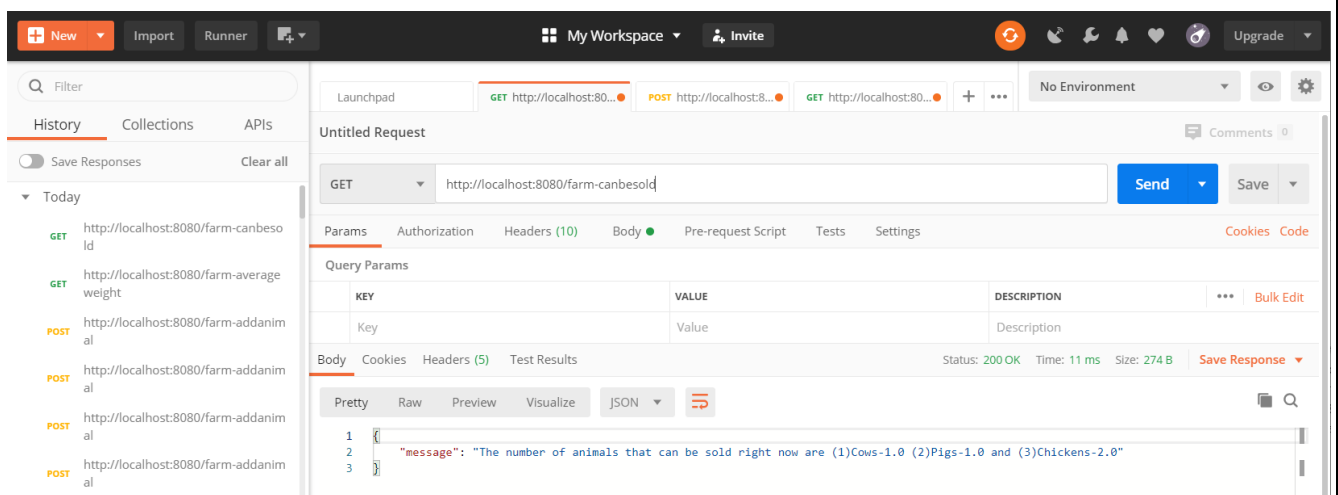 New Import Runner My Workspace Invite Upgrade
Filter
Launchpad GET http://localhost:80... POST http://localhost:8... GET http://localhost:80... + ••• No Environment
History Collections APIs
Untitled Request Comments 0
Save Responses Clear all
GET http://localhost:8080/farm-canbesold Send Save
Today
GET http://localhost:8080/farm-canbeso
ld
GET http://localhost:8080/farm-average
weight
POST http://localhost:8080/farm-addanim
al
POST http://localhost:8080/farm-addanim
al
POST http://localhost:8080/farm-addanim
al
POST http://localhost:8080/farm-addanim
al
Params Authorization Headers (10) Body Pre-request Script Tests Settings Cookies Code
Query Params
KEY VALUE DESCRIPTION ••• Bulk Edit
Key Value Description
Body Cookies Headers (5) Test Results Status: 200 OK Time: 11 ms Size: 274 B Save Response
Pretty Raw Preview Visualize JSON
1 {
2 "message": "The number of animals that can be sold right now are (1)Cows-1.0 (2)Pigs-1.0 and (3)Chickens-2.0"
3 }